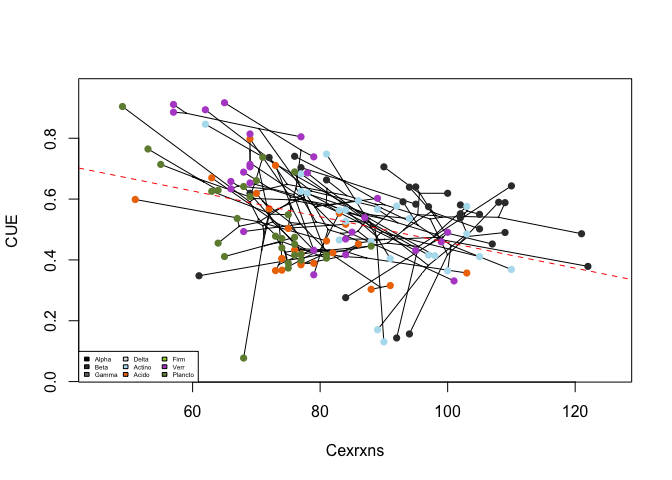 CUE
0.8
0.6
0.4
0.2
0.0
Alpha Delta Firm
Beta Actino Verr
Gamma Acido Plancto
60 80 100 120
Cexrxns